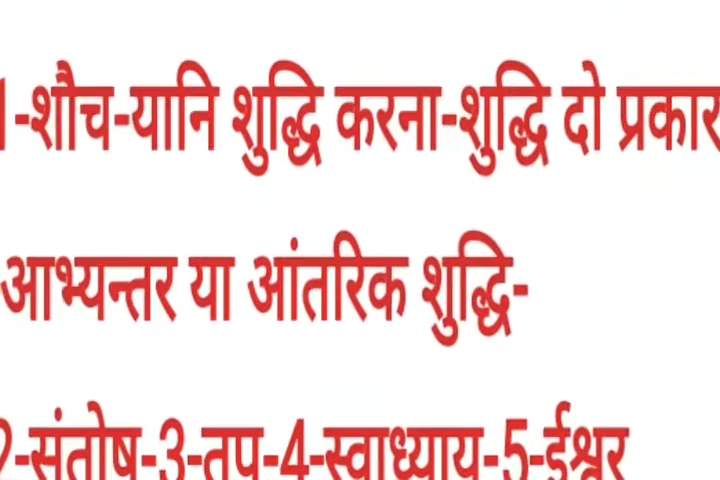 1-शौच-यानि शुद्धि करना-शुद्धि दो प्रकार
आभ्यन्तर या आंतरिक शुद्धि-
2-संतोष-3-तप-4-स्वाध्याय-5-ईश्वर